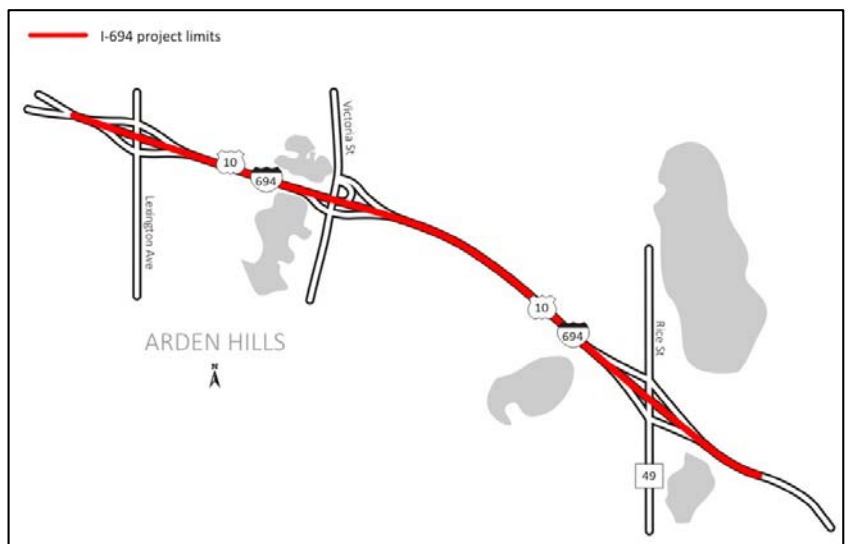 I-694 project limits
Victoria St.
10
694
Lexington Ave
10
694
Rice St
ARDEN HILLS
N
49